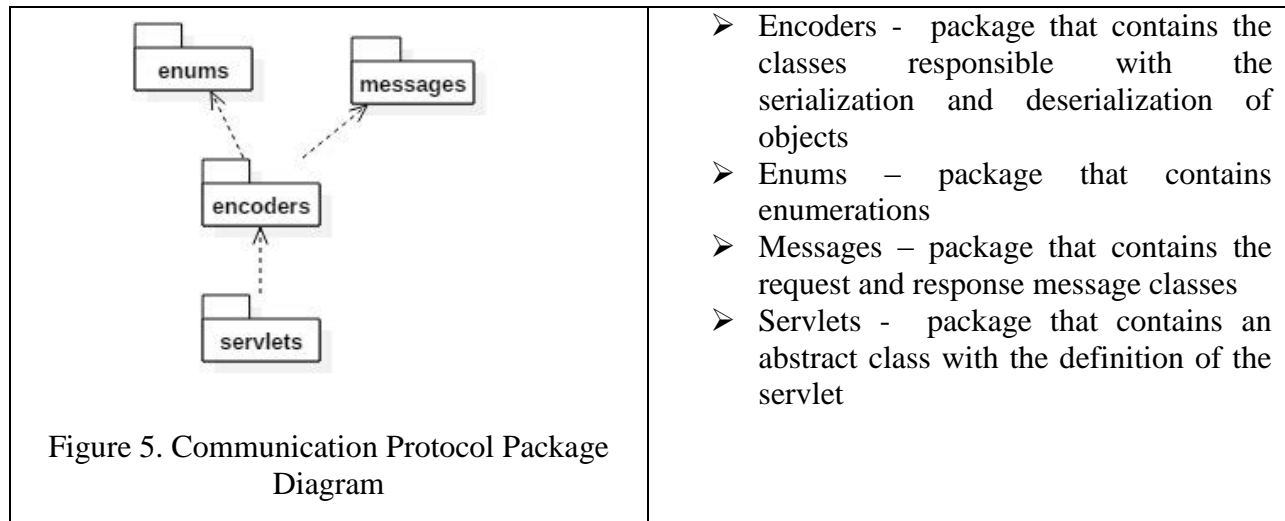 enums
messages
encoders
servlets
Figure 5. Communication Protocol Package
Diagram
➢ Encoders - package that contains the
classes responsible with the
serialization and deserialization of
objects
➢ Enums – package that contains
enumerations
➢ Messages – package that contains the
request and response message classes
➢ Servlets - package that contains an
abstract class with the definition of the
servlet